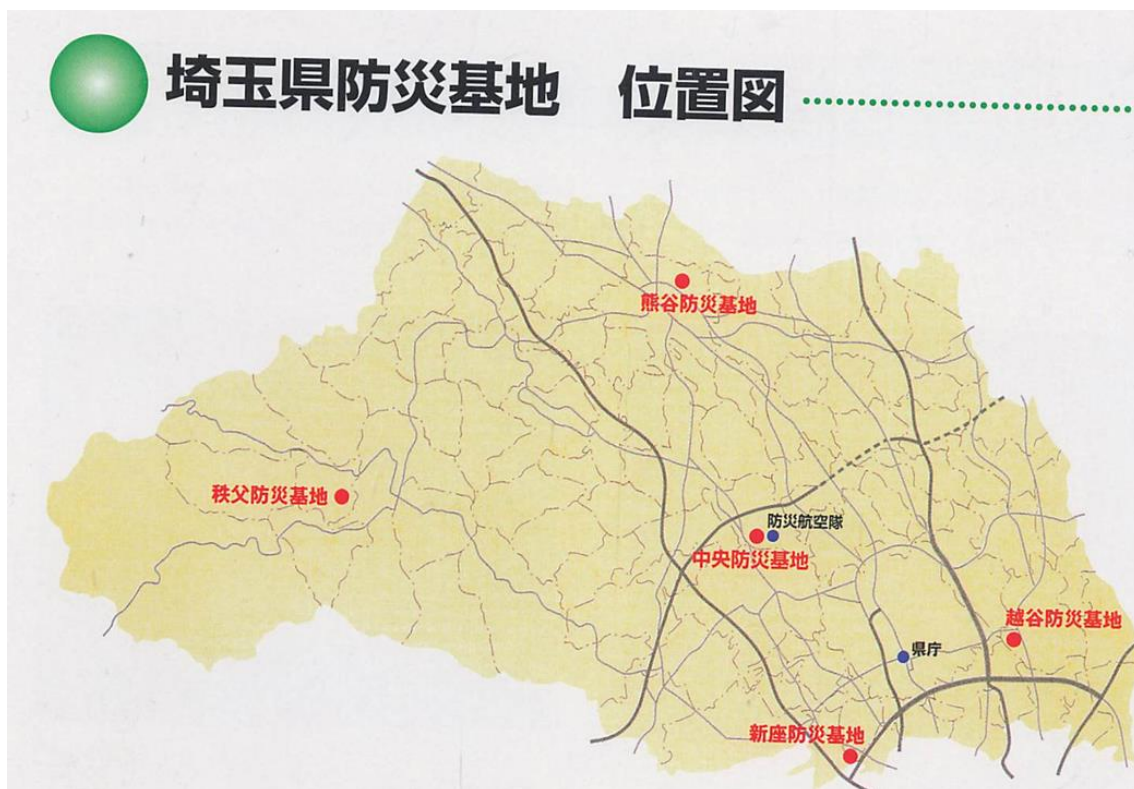 埼玉県防災基地　位置図
熊谷防災基地
秩父防災基地
防災航空隊
中央防災基地
越谷防災基地
県庁
新座防災基地